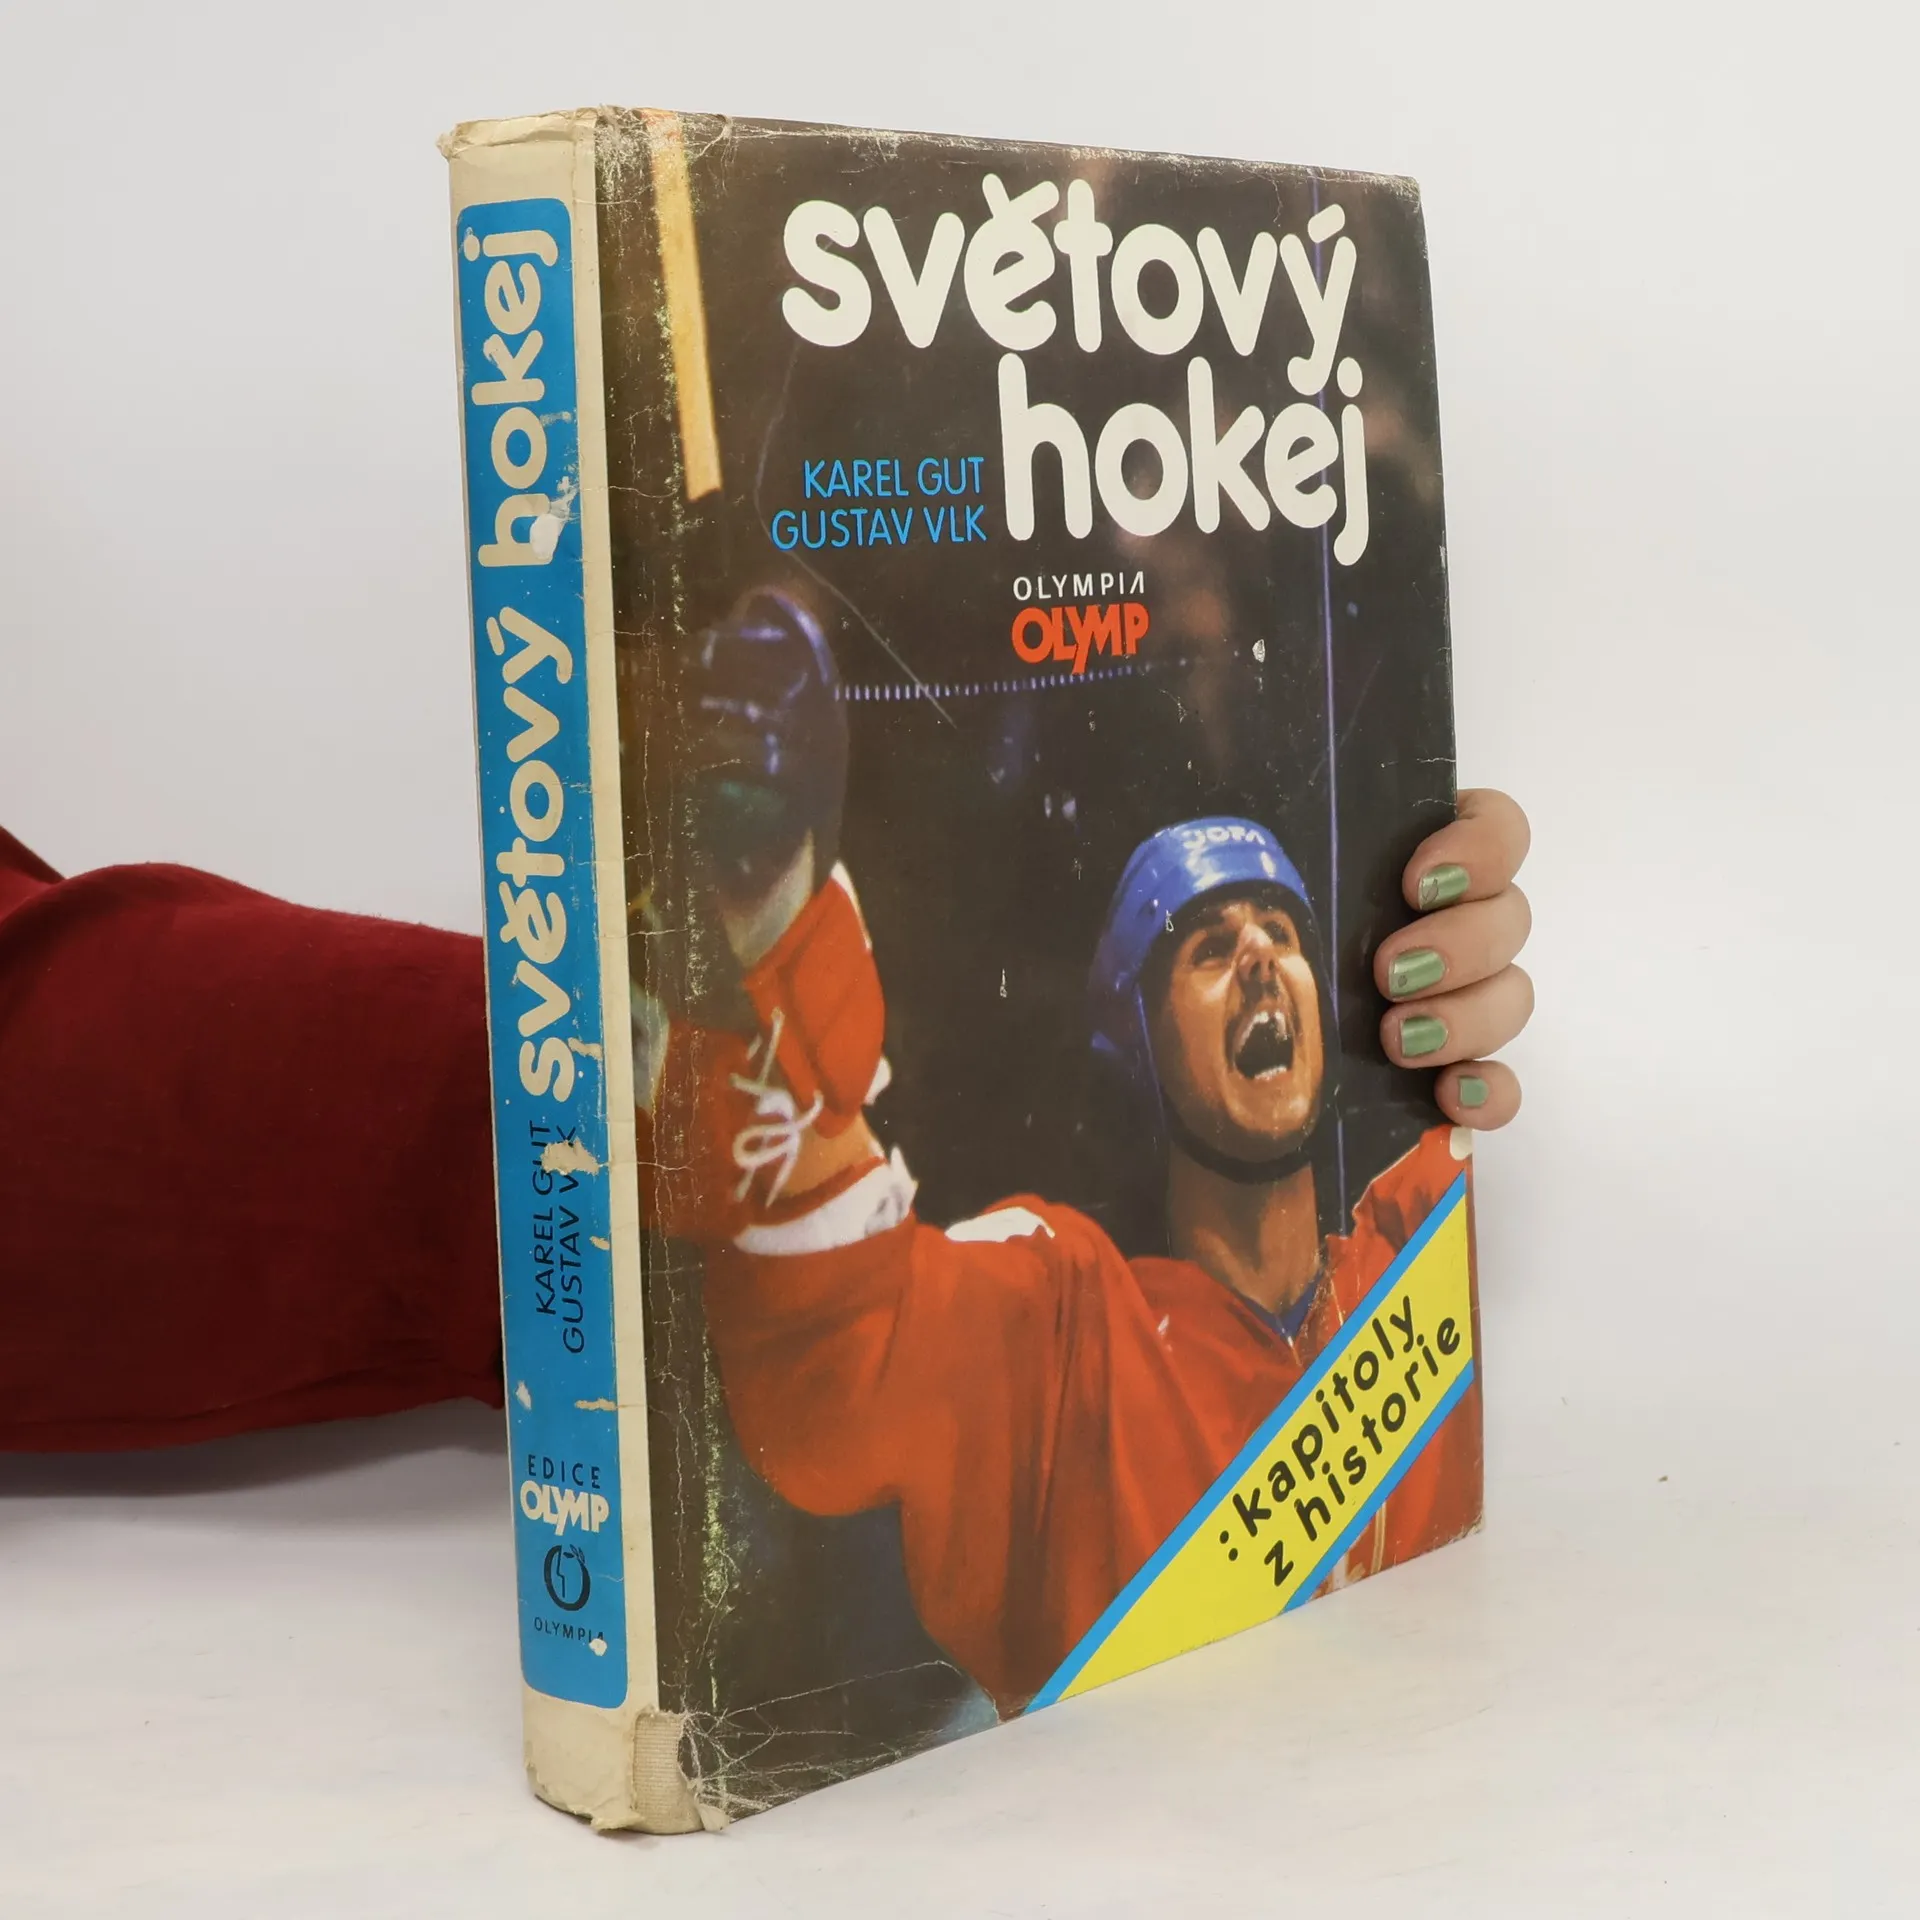 světový hokej
KAREL GUT
GUSTAV VLK
EDICE
OLYMP
OLYMPIA
světový
hokej
KAREL GUT
GUSTAV VLK
OLYMPIA
OLYMP
JOFA
: kapitoly
z historie